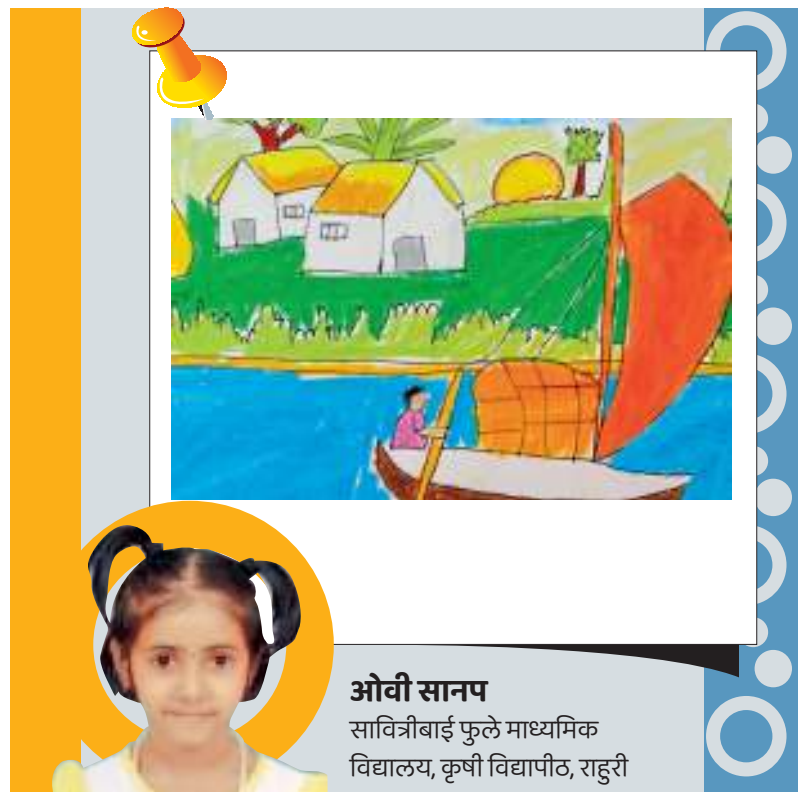 ओवी सानप
सावित्रीबाई फुले माध्यमिक
विद्यालय, कृषी विद्यापीठ, राहुरी